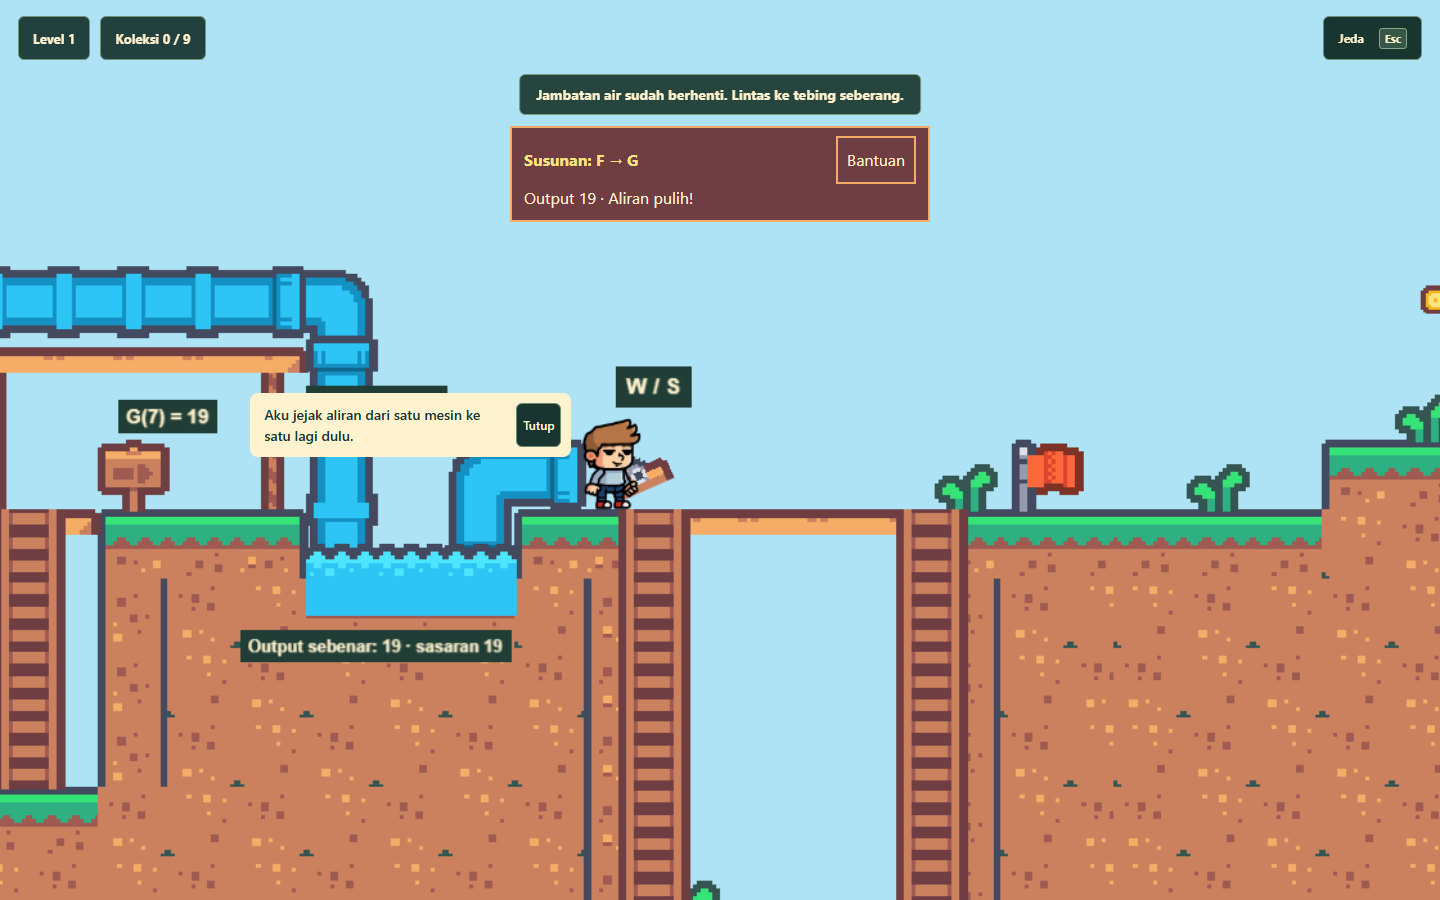 Level 1
Koleksi 0 / 9
Jeda Esc
Jambatan air sudah berhenti. Lintas ke tebing seberang.
Susunan: F → G
Bantuan
Output 19 · Aliran pulih!
W / S
G(7) = 19
Aku jejak aliran dari satu mesin ke
satu lagi dulu.
Tutup
Output sebenar: 19 · sasaran 19